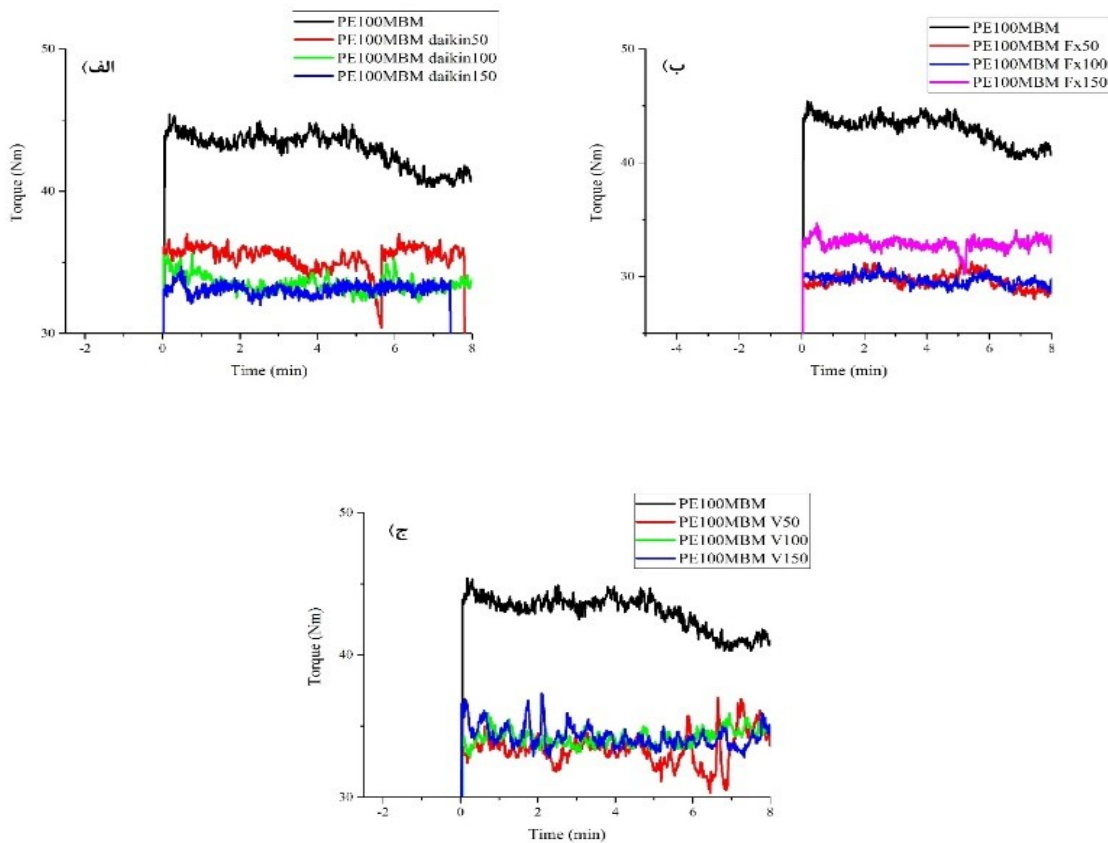 الف)
PE100MBM
PE100MBM daikin50
PE100MBM daikin100
PE100MBM daikin150
50
40
30
Torque (Nm)
-2
0
2
4
6
8
Time (min)
ب)
PE100MBM
PE100MBM Fx50
PE100MBM Fx100
PE100MBM Fx150
50
40
30
Torque (Nm)
-4
-2
0
2
4
6
8
Time (min)
ج)
PE100MBM
PE100MBM V50
PE100MBM V100
PE100MBM V150
50
40
30
Torque (Nm)
-2
0
2
4
6
8
Time (min)